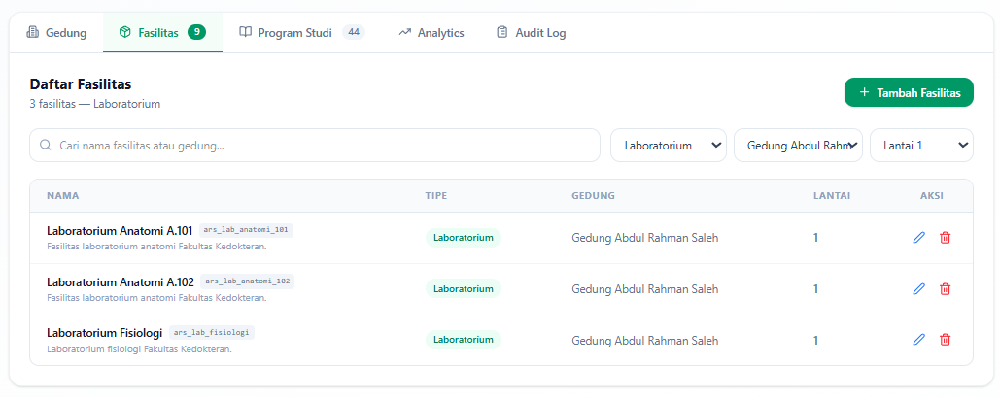 Gedung Fasilitas 9 Program Studi 44 Analytics Audit Log
Daftar Fasilitas
3 fasilitas — Laboratorium
+ Tambah Fasilitas
Cari nama fasilitas atau gedung... Laboratorium Gedung Abdul Rahm Lantai 1
NAMA TIPE GEDUNG LANTAI AKSI
Laboratorium Anatomi A.101 ars_lab_anatomi_101
Fasilitas laboratorium anatomi Fakultas Kedokteran.
Laboratorium Gedung Abdul Rahman Saleh 1
Laboratorium Anatomi A.102 ars_lab_anatomi_102
Fasilitas laboratorium anatomi Fakultas Kedokteran.
Laboratorium Gedung Abdul Rahman Saleh 1
Laboratorium Fisiologi ars_lab_fisiologi
Laboratorium fisiologi Fakultas Kedokteran.
Laboratorium Gedung Abdul Rahman Saleh 1